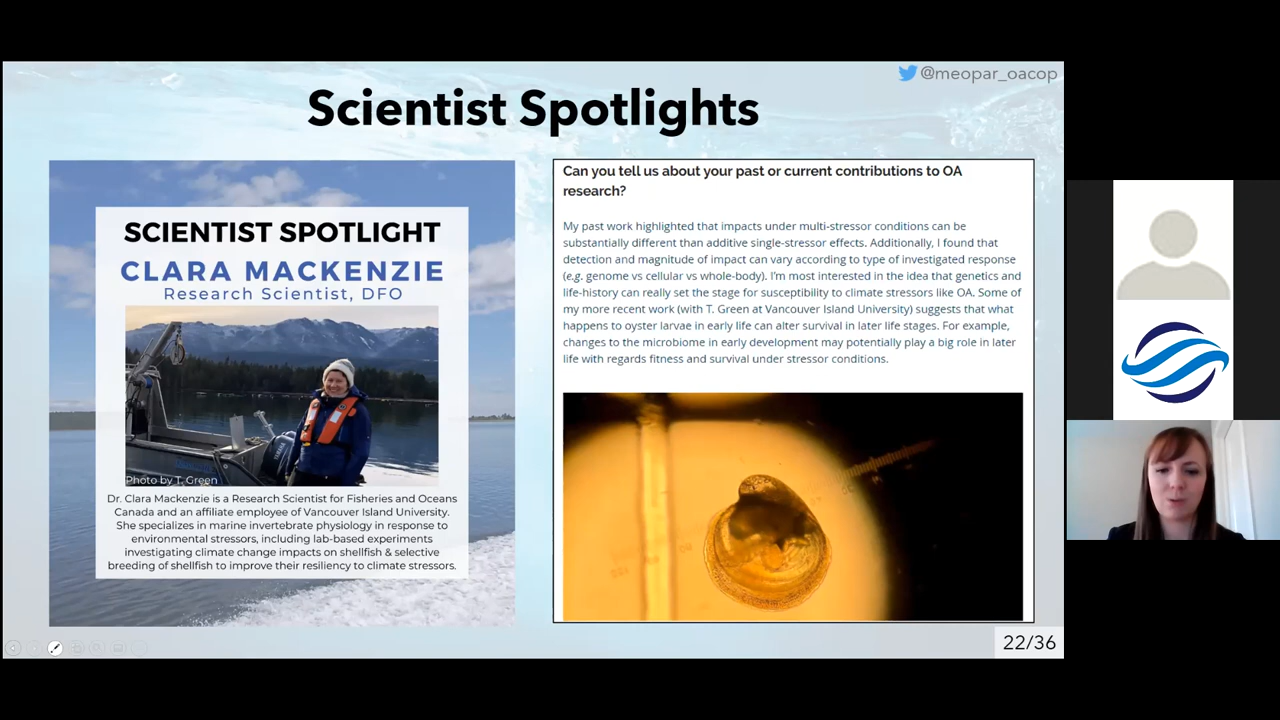 @meopar_oacop
Scientist Spotlights
SCIENTIST SPOTLIGHT
CLARA MACKENZIE
Research Scientist, DFO
Photo by T. Green
Dr. Clara Mackenzie is a Research Scientist for Fisheries and Oceans
Canada and an affiliate employee of Vancouver Island University.
She specializes in marine invertebrate physiology in response to
environmental stressors, including lab-based experiments
investigating climate change impacts on shellfish & selective
breeding of shellfish to improve their resiliency to climate stressors.
Can you tell us about your past or current contributions to OA
research?
My past work highlighted that impacts under multi-stressor conditions can be
substantially different than additive single-stressor effects. Additionally, I found that
detection and magnitude of impact can vary according to type of investigated response
(e.g. genome vs cellular vs whole-body). I'm most interested in the idea that genetics and
life-history can really set the stage for susceptibility to climate stressors like OA. Some of
my more recent work (with T. Green at Vancouver Island University) suggests that what
happens to oyster larvae in early life can alter survival in later life stages. For example,
changes to the microbiome in early development may potentially play a big role in later
life with regards fitness and survival under stressor conditions.
22/36